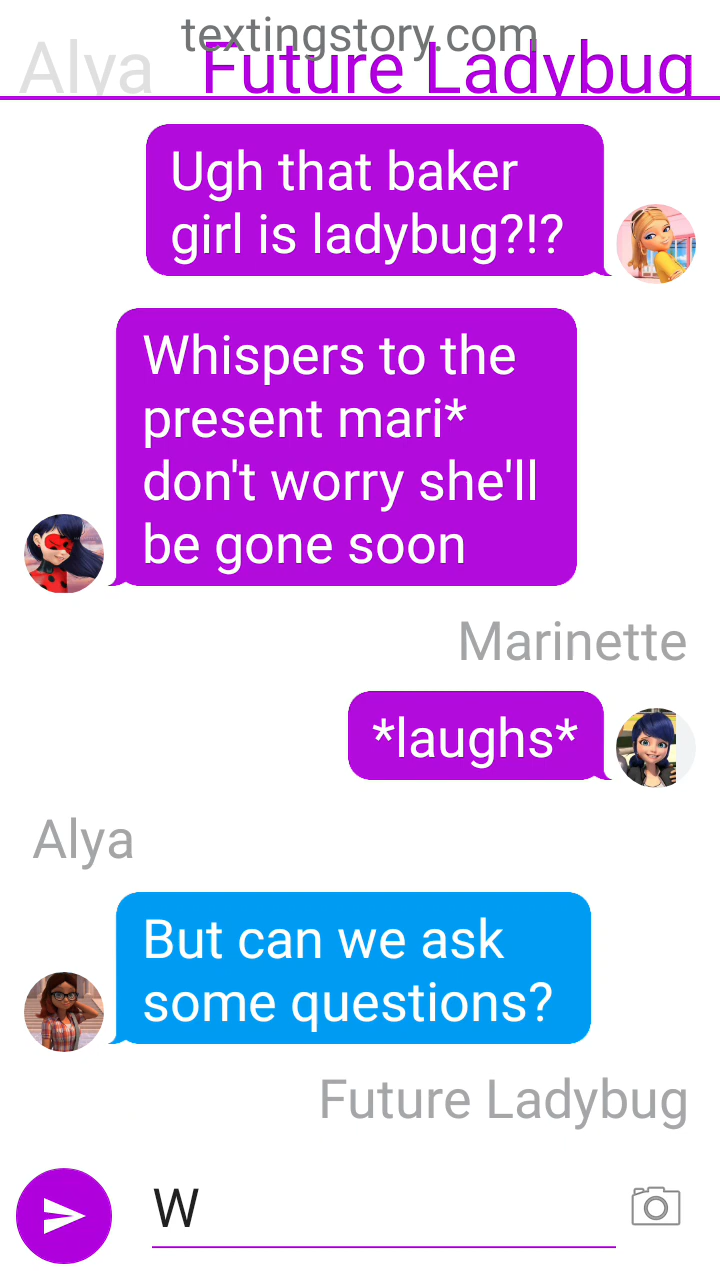 textingstory.com
Alya Future Ladybug
Ugh that baker
girl is ladybug?!?
Whispers to the
present mari*
don't worry she'll
be gone soon
Marinette
*laughs*
Alya
But can we ask
some questions?
Future Ladybug
W